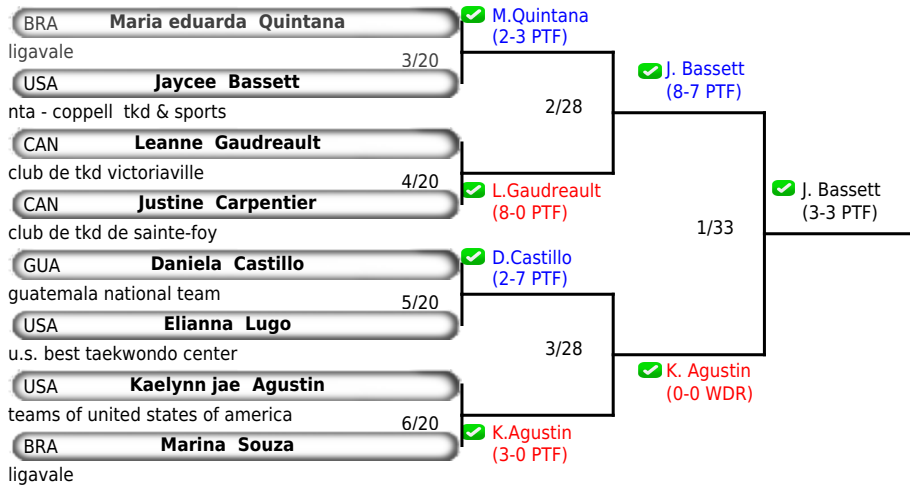 BRA Maria eduarda Quintana
ligavale
3/20
USA Jaycee Bassett
nta - coppell tkd & sports
CAN Leanne Gaudreault
club de tkd victoriaville
4/20
CAN Justine Carpentier
club de tkd de sainte-foy
GUA Daniela Castillo
guatemala national team
5/20
USA Elianna Lugo
u.s. best taekwondo center
USA Kaelynn jae Agustin
teams of united states of america
6/20
BRA Marina Souza
ligavale
M.Quintana
(2-3 PTF)
2/28
L.Gaudreault
(8-0 PTF)
D.Castillo
(2-7 PTF)
3/28
K.Agustin
(3-0 PTF)
J. Bassett
(8-7 PTF)
1/33
K. Agustin
(0-0 WDR)
J. Bassett
(3-3 PTF)